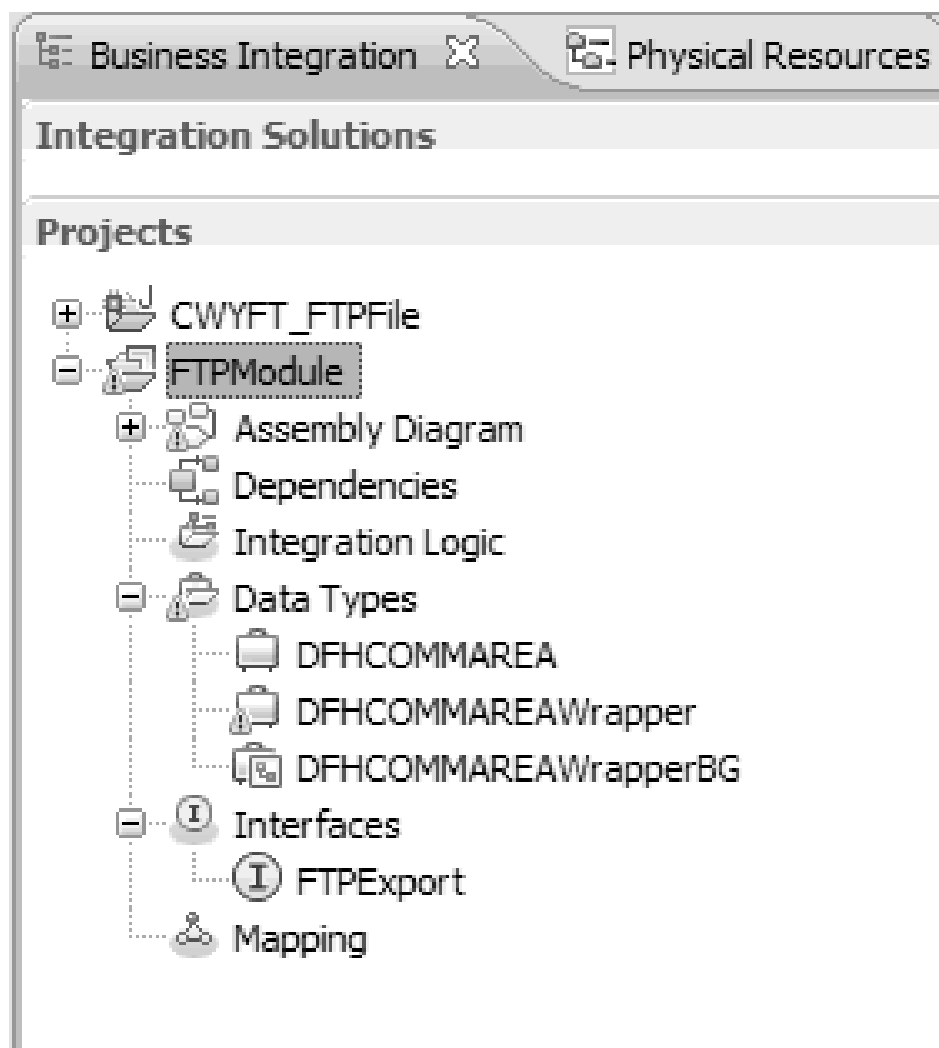 Business Integration Physical Resources
Integration Solutions
Projects
CWYFT_FTPFile
FTPModule
Assembly Diagram
Dependencies
Integration Logic
Data Types
DFHCOMMAREA
DFHCOMMAREAWrapper
DFHCOMMAREAWrapperBG
Interfaces
FTPExport
Mapping